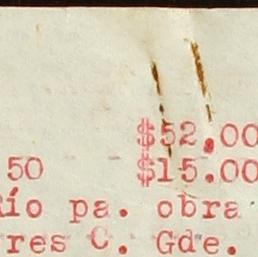 $52.00
50 $15.00
Río pa. obra
res C. Gde.